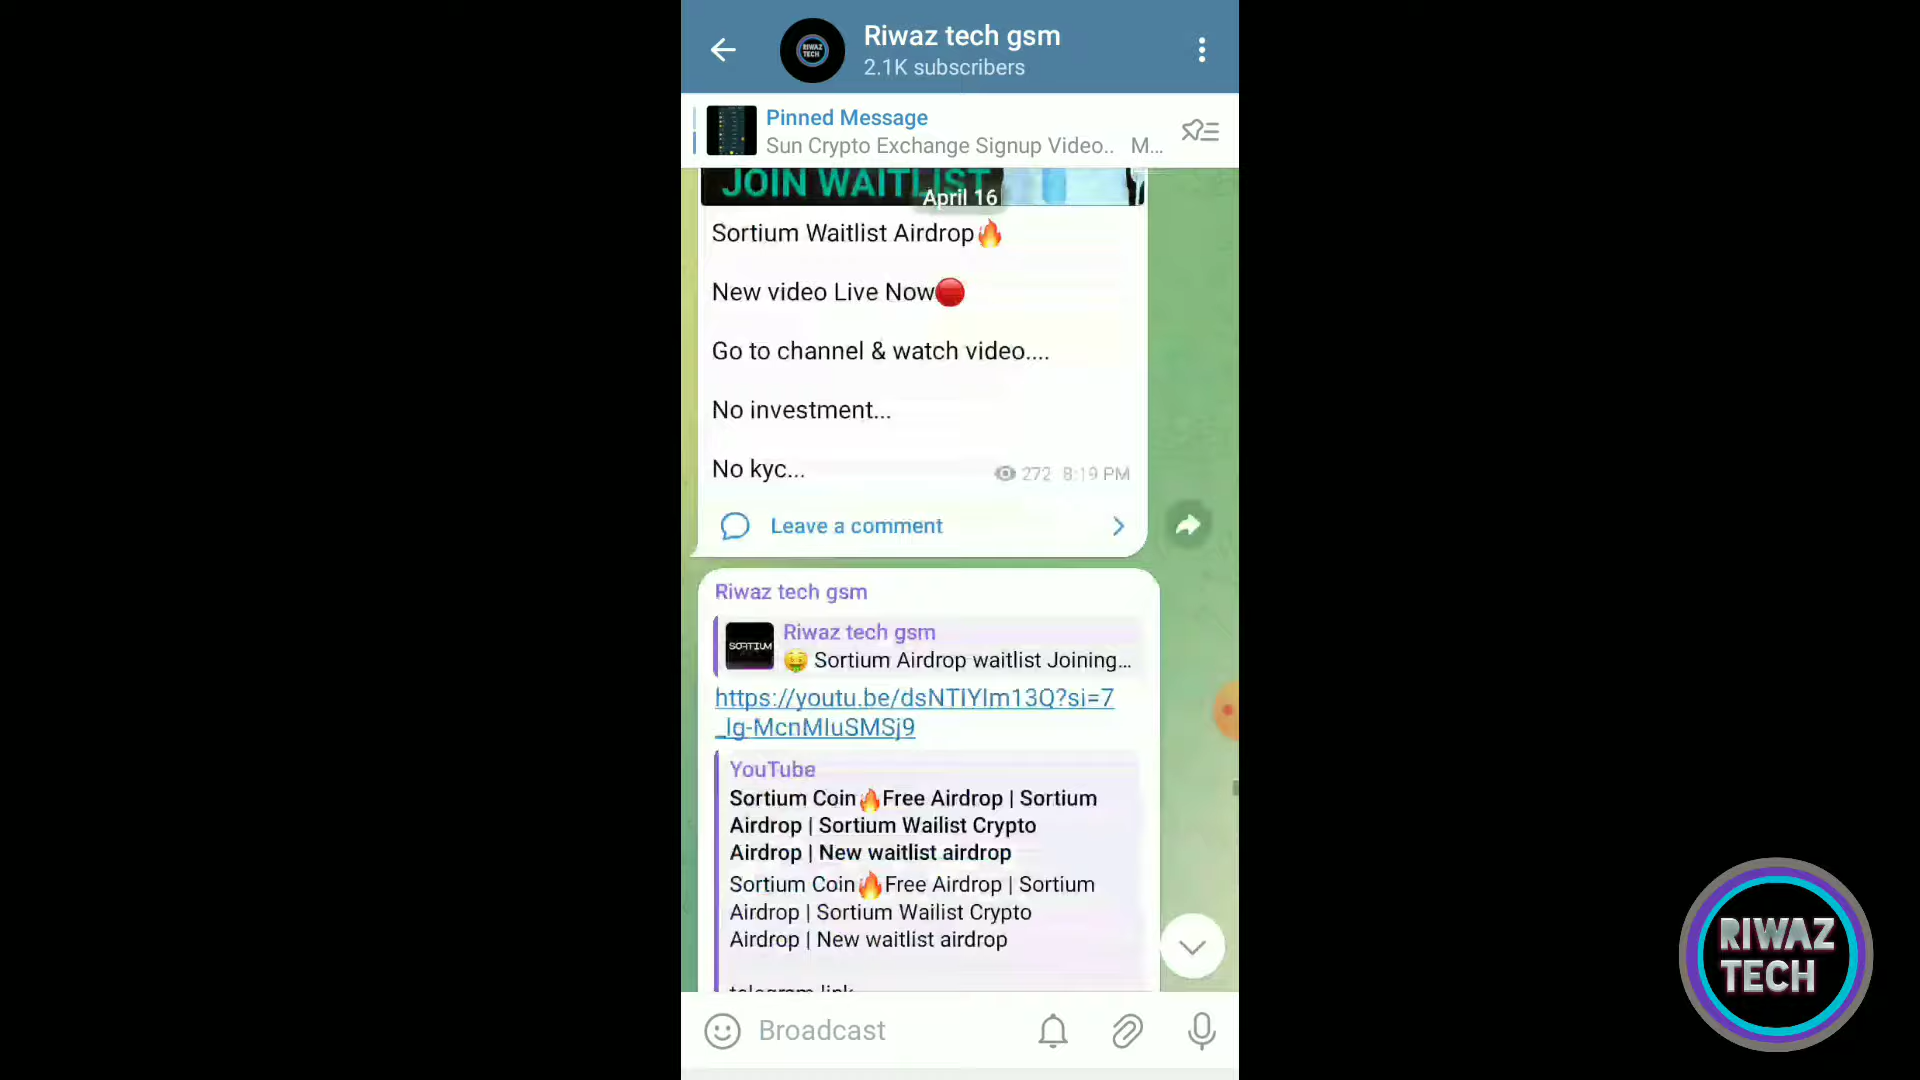 Riwaz tech gsm
2.1K subscribers
RIWAZ
TECH
Pinned Message
Sun Crypto Exchange Signup Video.. M...
JOIN WAITLIST
April 16
Sortium Waitlist Airdrop🔥
New video Live Now🔴
Go to channel & watch video....
No investment...
No kyc...
272 8:19 PM
Leave a comment
Riwaz tech gsm
Riwaz tech gsm
SORTIUM
🤑 Sortium Airdrop waitlist Joining...
https://youtu.be/dsNTIYIm13Q?si=7
_Ig-McnMIuSMSj9
YouTube
Sortium Coin🔥Free Airdrop | Sortium
Airdrop | Sortium Wailist Crypto
Airdrop | New waitlist airdrop
Sortium Coin🔥Free Airdrop | Sortium
Airdrop | Sortium Wailist Crypto
Airdrop | New waitlist airdrop
telegram link
Broadcast
RIWAZ
TECH